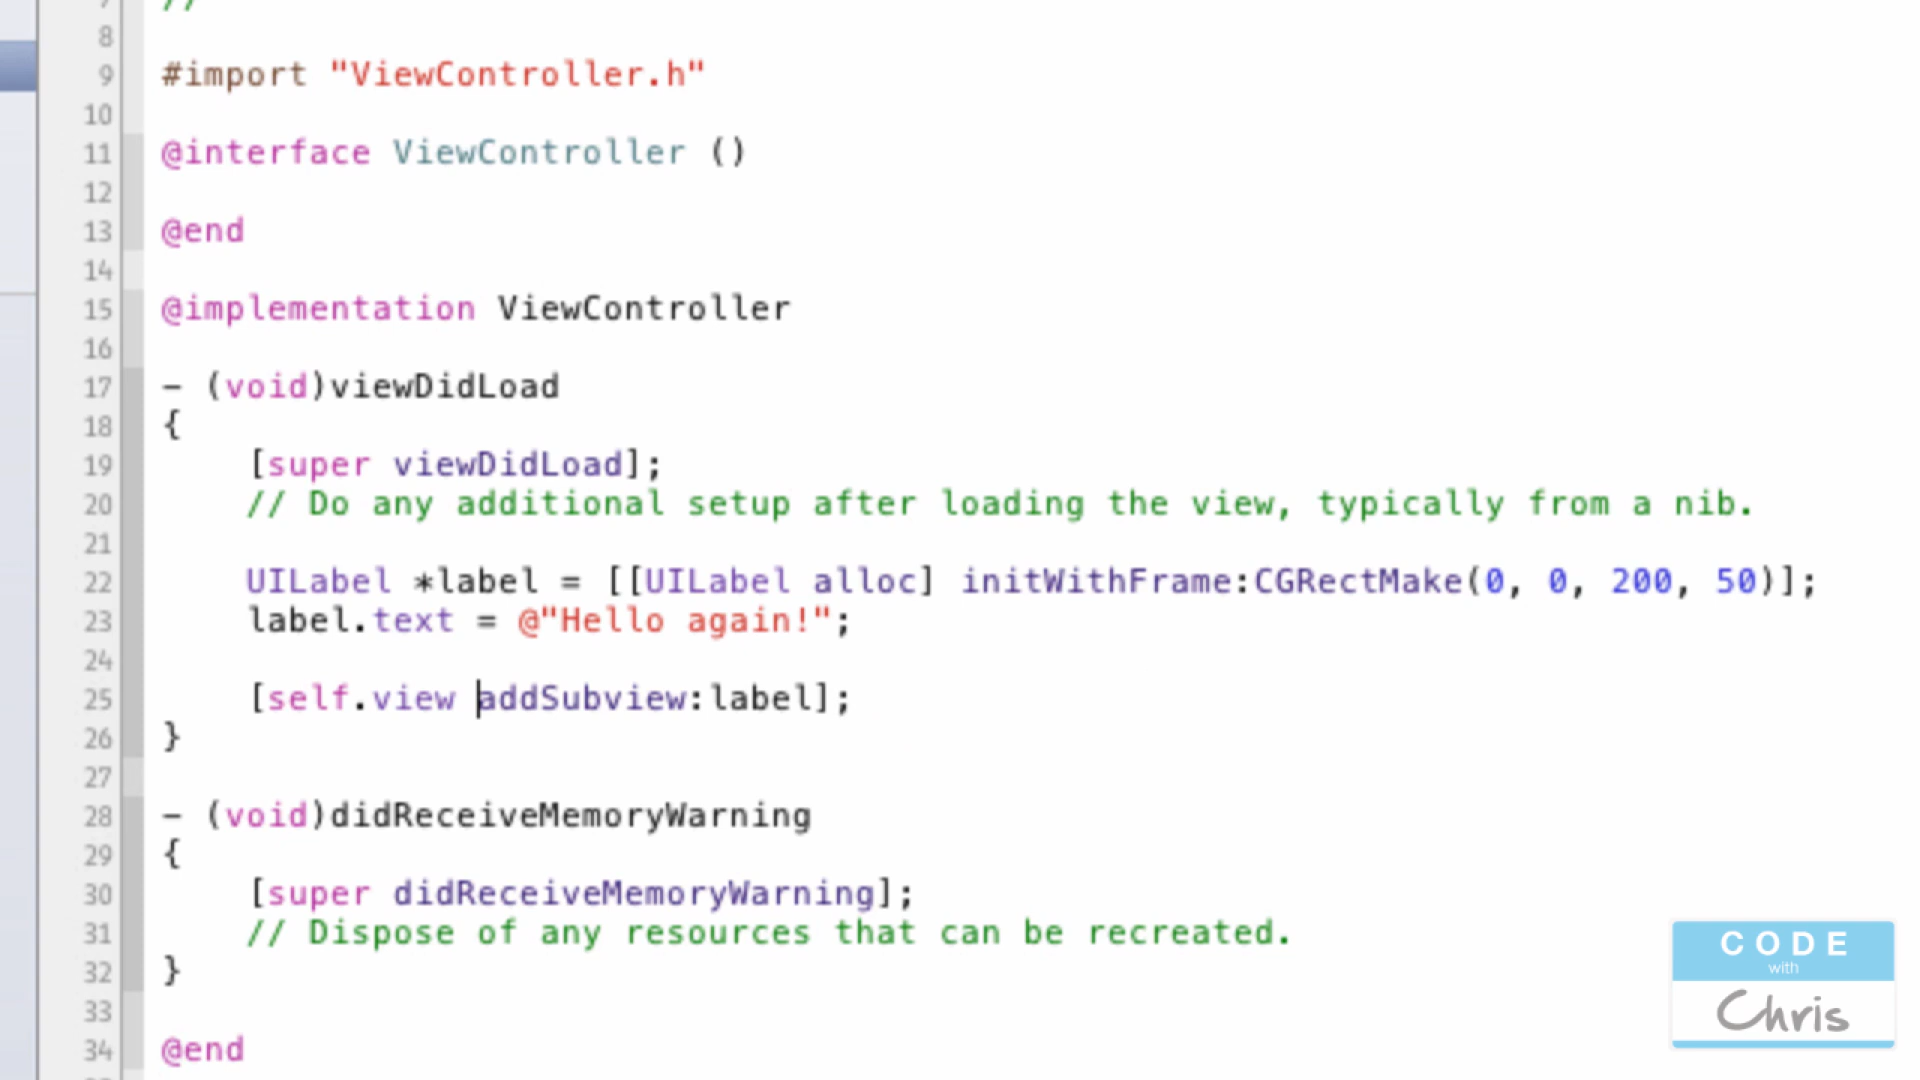 //
8
9 #import "ViewController.h"
10
11 @interface ViewController ()
12
13 @end
14
15 @implementation ViewController
16
17 - (void)viewDidLoad
18 {
19     [super viewDidLoad];
20     // Do any additional setup after loading the view, typically from a nib.
21
22     UILabel *label = [[UILabel alloc] initWithFrame:CGRectMake(0, 0, 200, 50)];
23     label.text = @"Hello again!";
24
25     [self.view addSubview:label];
26 }
27
28 - (void)didReceiveMemoryWarning
29 {
30     [super didReceiveMemoryWarning];
31     // Dispose of any resources that can be recreated.
32 }
33
34 @end
CODE
with
Chris